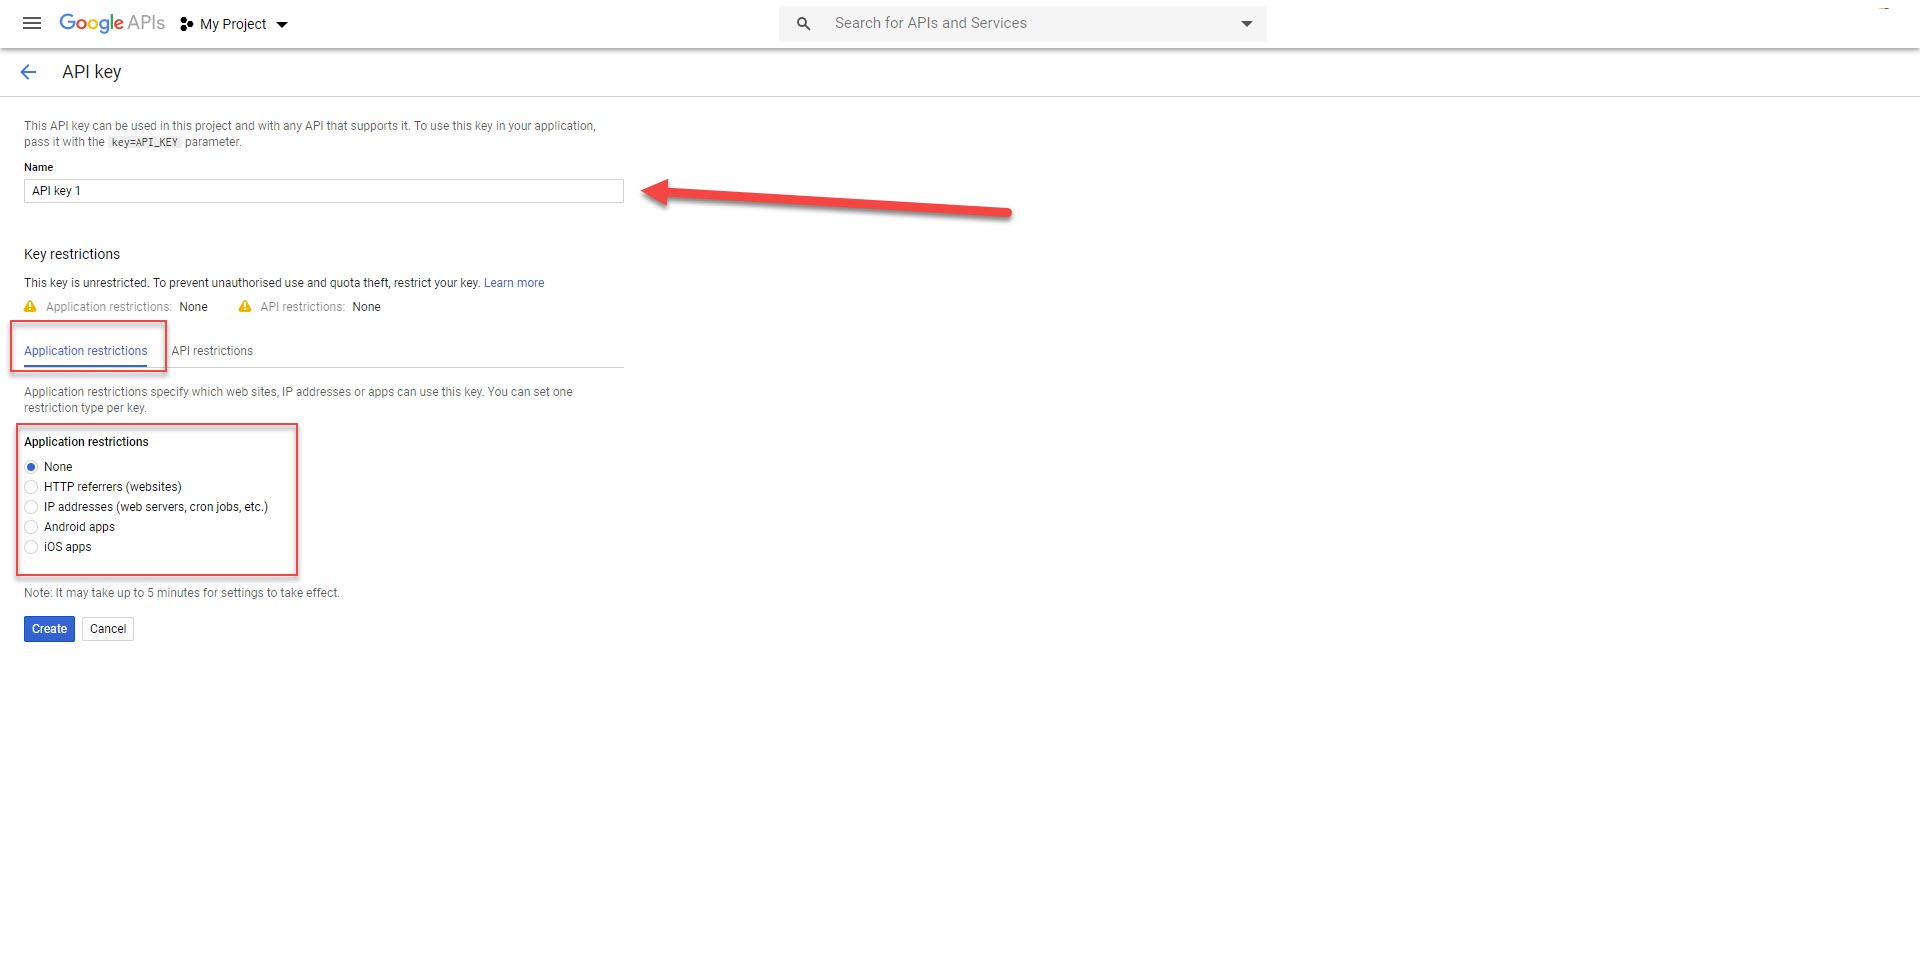 Google APIs My Project Search for APIs and Services
API key
This API key can be used in this project and with any API that supports it. To use this key in your application,
pass it with the key=API_KEY parameter.
Name
API key 1
Key restrictions
This key is unrestricted. To prevent unauthorised use and quota theft, restrict your key. Learn more
Application restrictions: None API restrictions: None
Application restrictions API restrictions
Application restrictions specify which web sites, IP addresses or apps can use this key. You can set one
restriction type per key.
Application restrictions
None
HTTP referrers (websites)
IP addresses (web servers, cron jobs, etc.)
Android apps
iOS apps
Note: It may take up to 5 minutes for settings to take effect.
Create Cancel